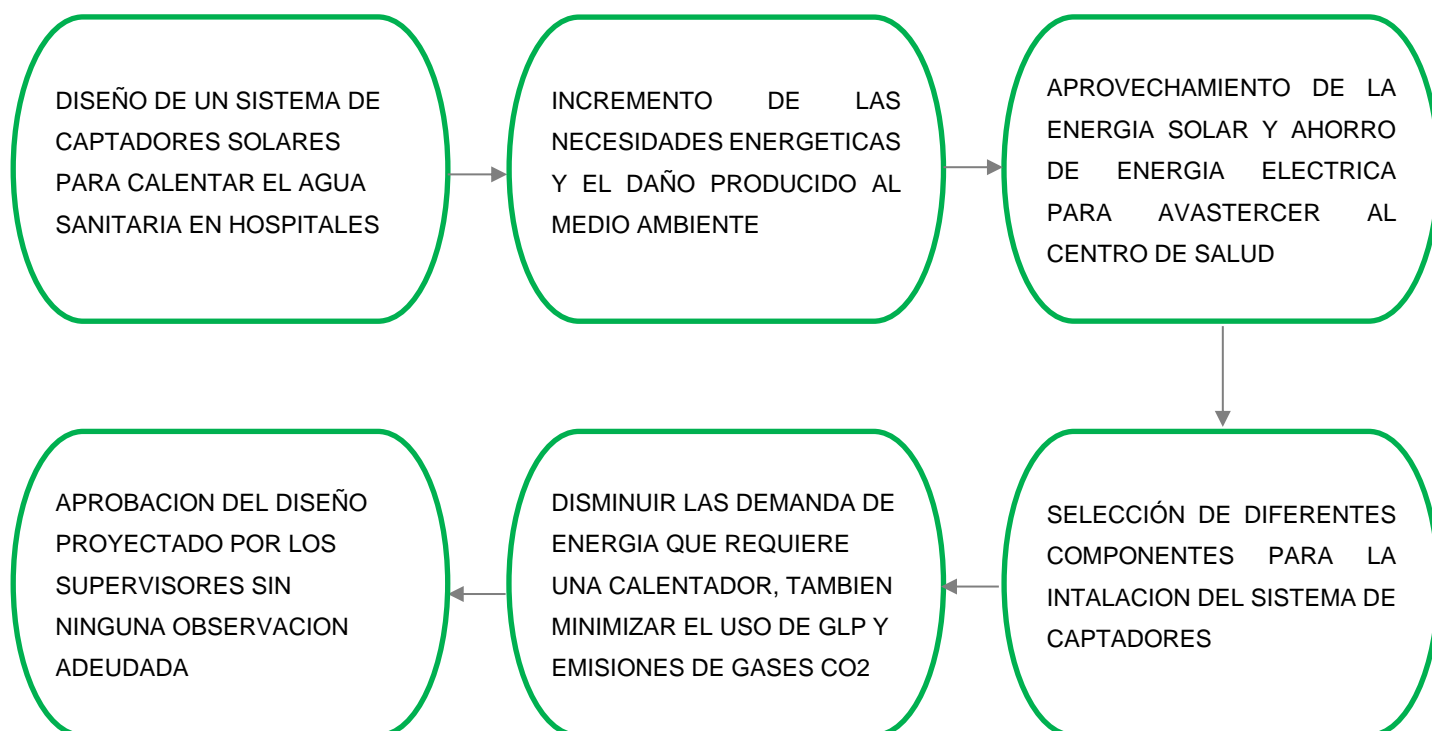 DISEÑO DE UN SISTEMA DE
CAPTADORES SOLARES
PARA CALENTAR EL AGUA
SANITARIA EN HOSPITALES
INCREMENTO DE LAS
NECESIDADES ENERGETICAS
Y EL DAÑO PRODUCIDO AL
MEDIO AMBIENTE
APROVECHAMIENTO DE LA
ENERGIA SOLAR Y AHORRO
DE ENERGIA ELECTRICA
PARA AVASTERCER AL
CENTRO DE SALUD
SELECCIÓN DE DIFERENTES
COMPONENTES PARA LA
INTALACION DEL SISTEMA DE
CAPTADORES
DISMINUIR LAS DEMANDA DE
ENERGIA QUE REQUIERE
UNA CALENTADOR, TAMBIEN
MINIMIZAR EL USO DE GLP Y
EMISIONES DE GASES CO2
APROBACION DEL DISEÑO
PROYECTADO POR LOS
SUPERVISORES SIN
NINGUNA OBSERVACION
ADEUDADA